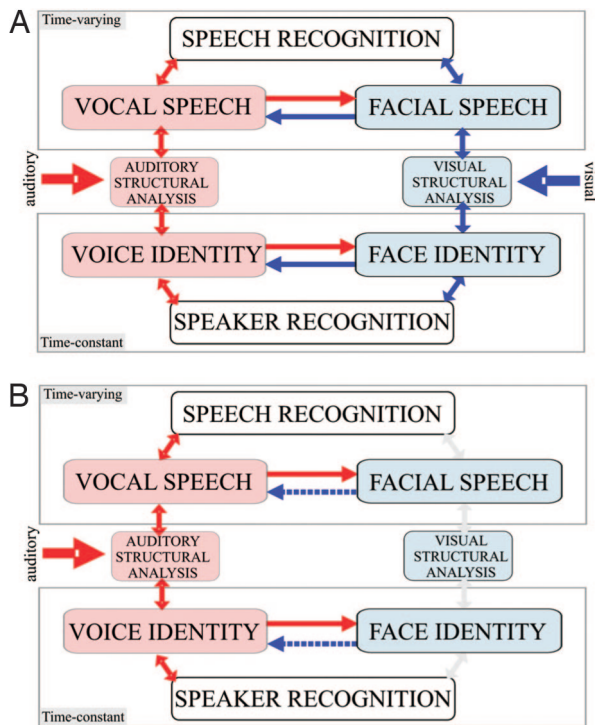 A
Time-varying
SPEECH RECOGNITION
VOCAL SPEECH
FACIAL SPEECH
auditory
AUDITORY
STRUCTURAL
ANALYSIS
VISUAL
STRUCTURAL
ANALYSIS
visual
VOICE IDENTITY
FACE IDENTITY
SPEAKER RECOGNITION
Time-constant
B
Time-varying
SPEECH RECOGNITION
VOCAL SPEECH
FACIAL SPEECH
auditory
AUDITORY
STRUCTURAL
ANALYSIS
VISUAL
STRUCTURAL
ANALYSIS
VOICE IDENTITY
FACE IDENTITY
SPEAKER RECOGNITION
Time-constant